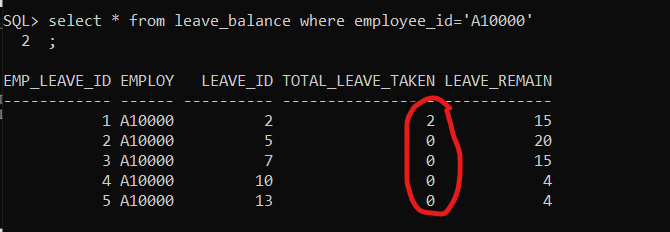 SQL> select * from leave_balance where employee_id='A10000'
  2  ;
EMP_LEAVE_ID EMPLOY   LEAVE_ID TOTAL_LEAVE_TAKEN LEAVE_REMAIN
------------ ------ ---------- ----------------- ------------
           1 A10000          2                 2           15
           2 A10000          5                 0           20
           3 A10000          7                 0           15
           4 A10000         10                 0            4
           5 A10000         13                 0            4